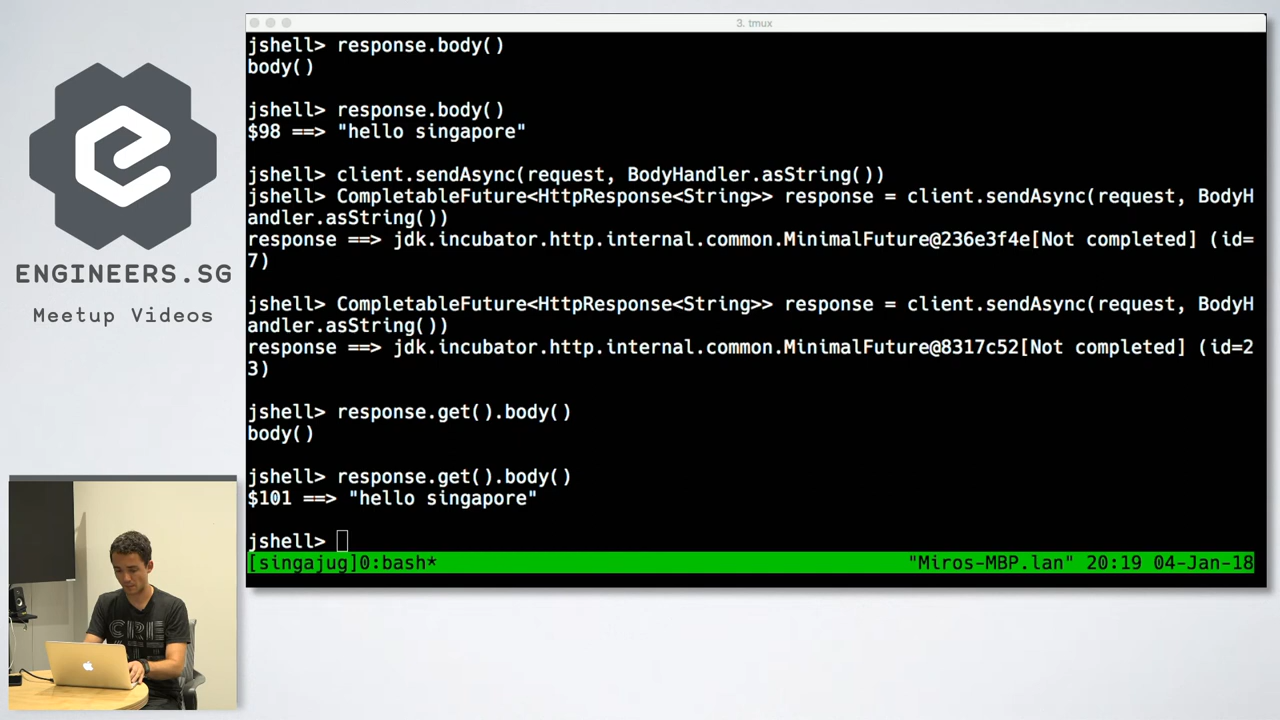 3. tmux
jshell> response.body()
body()
jshell> response.body()
$98 ==> "hello singapore"
jshell> client.sendAsync(request, BodyHandler.asString())
jshell> CompletableFuture<HttpResponse<String>> response = client.sendAsync(request, BodyH
andler.asString())
response ==> jdk.incubator.http.internal.common.MinimalFuture@236e3f4e[Not completed] (id=
7)
jshell> CompletableFuture<HttpResponse<String>> response = client.sendAsync(request, BodyH
andler.asString())
response ==> jdk.incubator.http.internal.common.MinimalFuture@8317c52[Not completed] (id=2
3)
jshell> response.get().body()
body()
jshell> response.get().body()
$101 ==> "hello singapore"
jshell>
[singajug]0:bash* "Miros-MBP.lan" 20:19 04-Jan-18
ENGINEERS.SG
Meetup Videos